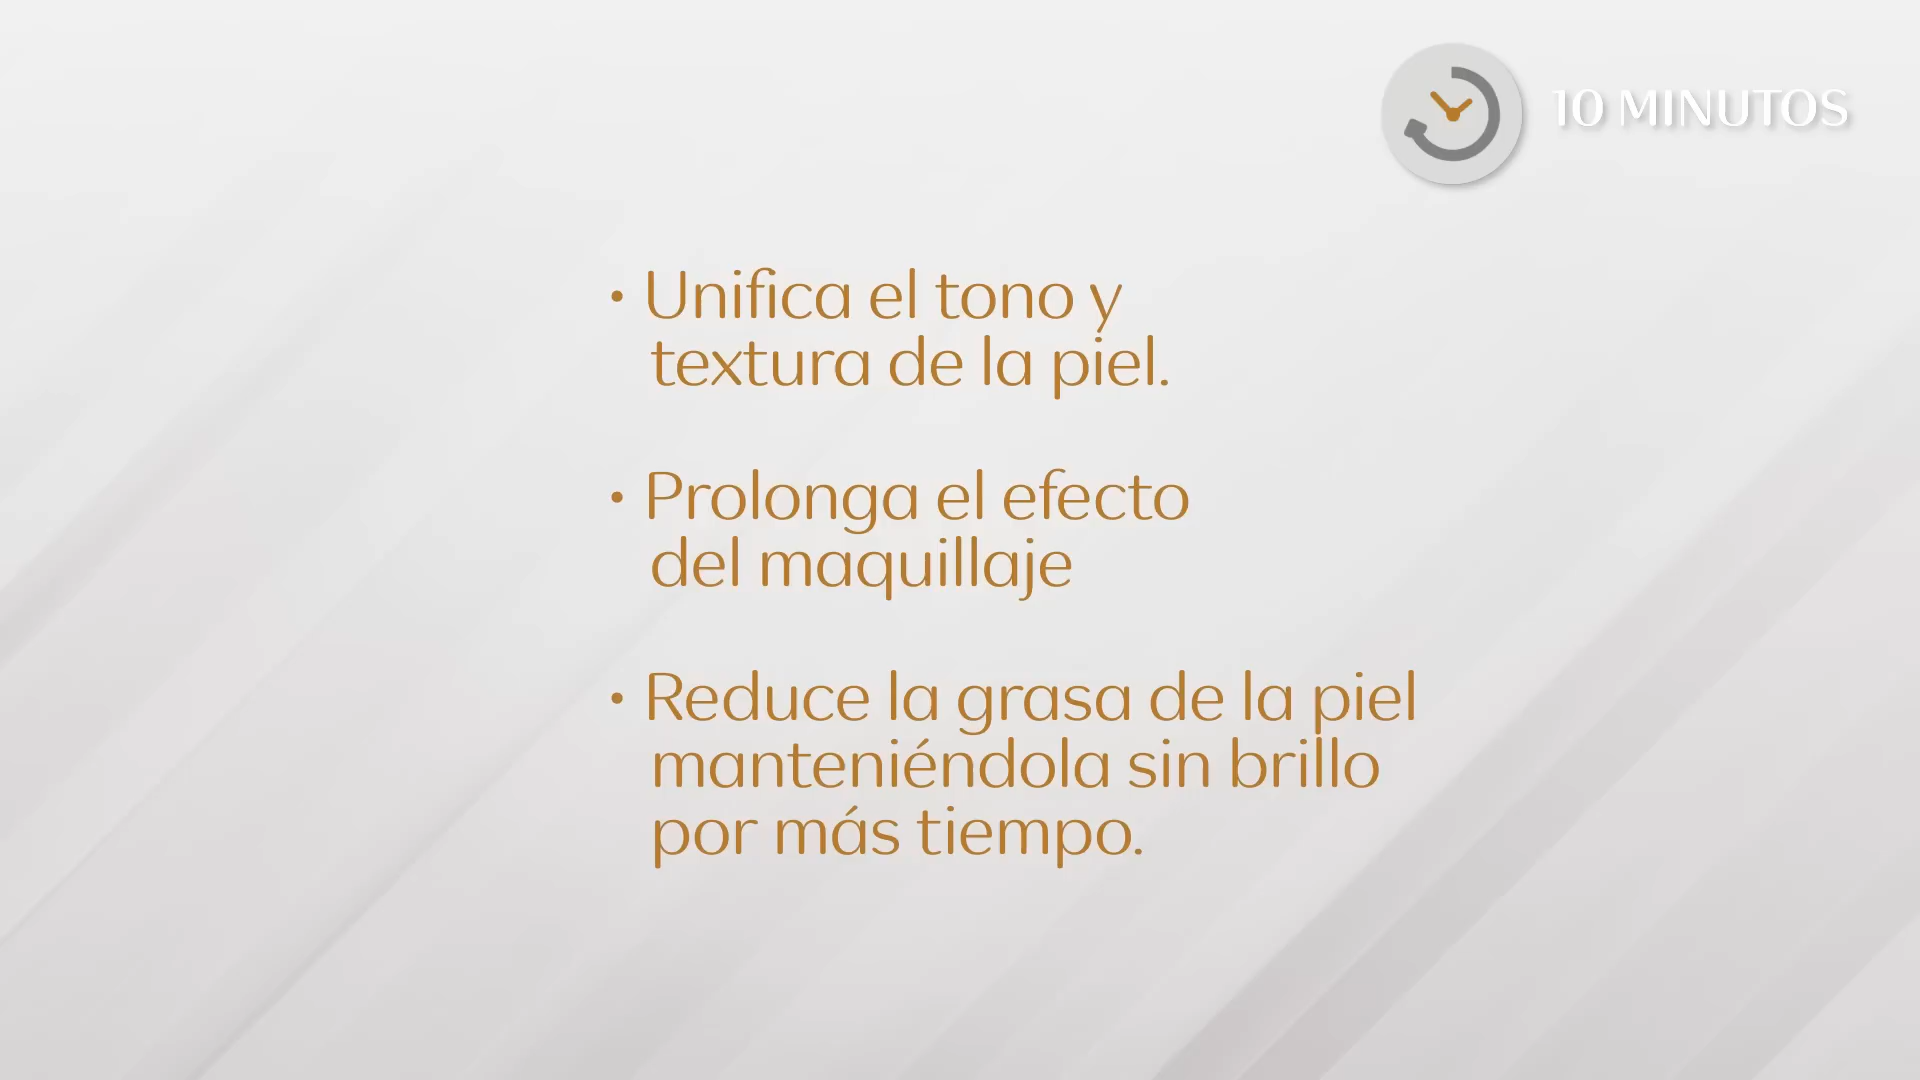 10 MINUTOS
• Unifica el tono y
textura de la piel.
• Prolonga el efecto
del maquillaje
• Reduce la grasa de la piel
manteniéndola sin brillo
por más tiempo.